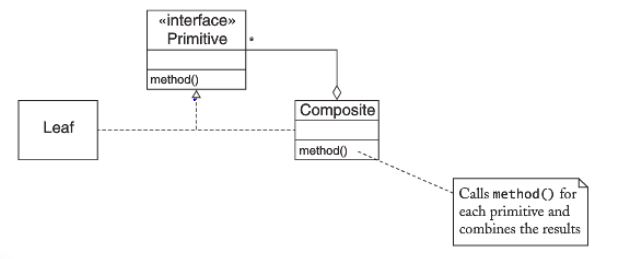 «interface»
Primitive
*
method()
Leaf
Composite
method()
Calls method() for
each primitive and
combines the results